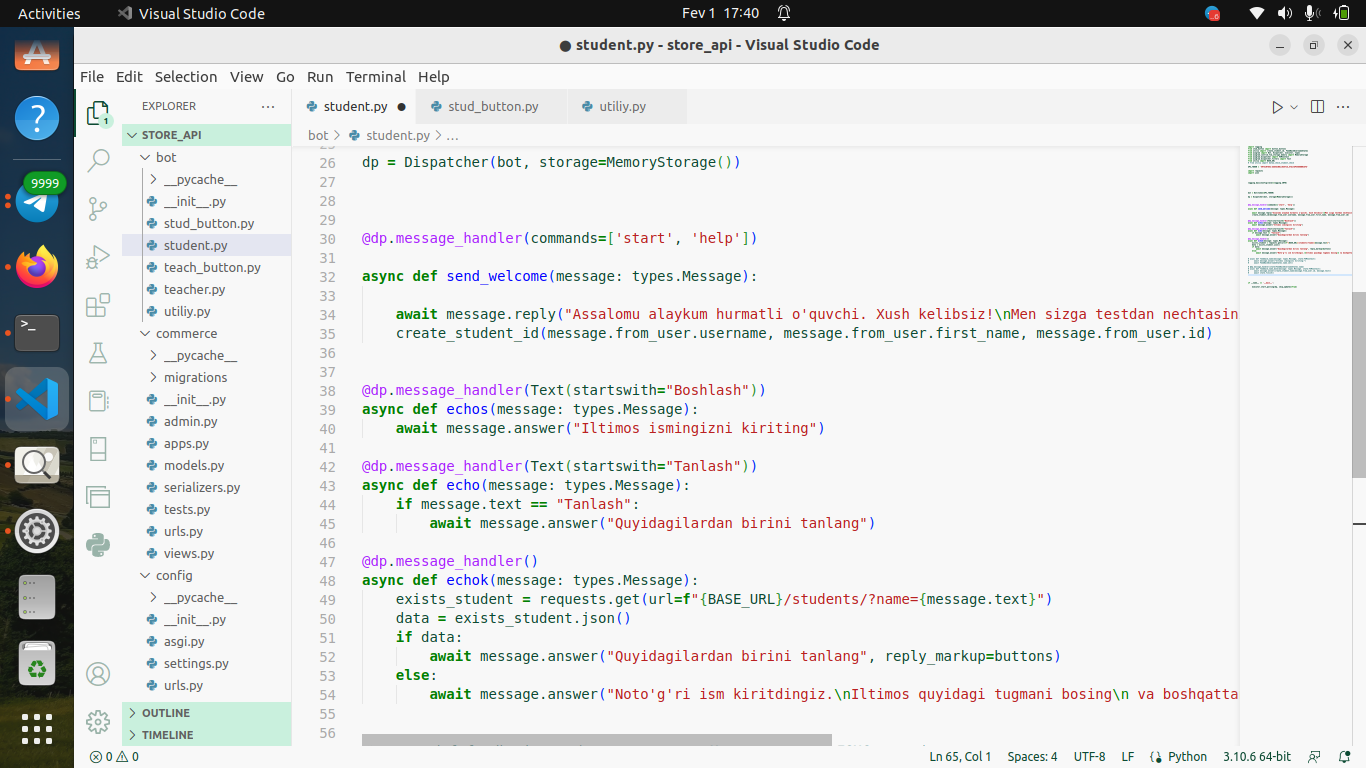 Activities Visual Studio Code Fev 1 17:40
● student.py - store_api - Visual Studio Code
File Edit Selection View Go Run Terminal Help
9999
1
EXPLORER
STORE_API
bot
__pycache__
__init__.py
stud_button.py
student.py
teach_button.py
teacher.py
utiliy.py
commerce
__pycache__
migrations
__init__.py
admin.py
apps.py
models.py
serializers.py
tests.py
urls.py
views.py
config
__pycache__
__init__.py
asgi.py
settings.py
urls.py
OUTLINE
TIMELINE
student.py ● stud_button.py utiliy.py
bot > student.py > ...
26 dp = Dispatcher(bot, storage=MemoryStorage())
27
28
29
30 @dp.message_handler(commands=['start', 'help'])
31
32 async def send_welcome(message: types.Message):
33
34     await message.reply("Assalomu alaykum hurmatli o'quvchi. Xush kelibsiz!\nMen sizga testdan nechtasin
35     create_student_id(message.from_user.username, message.from_user.first_name, message.from_user.id)
36
37
38 @dp.message_handler(Text(startswith="Boshlash"))
39 async def echos(message: types.Message):
40     await message.answer("Iltimos ismingizni kiriting")
41
42 @dp.message_handler(Text(startswith="Tanlash"))
43 async def echo(message: types.Message):
44     if message.text == "Tanlash":
45         await message.answer("Quyidagilardan birini tanlang")
46
47 @dp.message_handler()
48 async def echok(message: types.Message):
49     exists_student = requests.get(url=f"{BASE_URL}/students/?name={message.text}")
50     data = exists_student.json()
51     if data:
52         await message.answer("Quyidagilardan birini tanlang", reply_markup=buttons)
53     else:
54         await message.answer("Noto'g'ri ism kiritdingiz.\nIltimos quyidagi tugmani bosing\n va boshqatta
55
56
0 0 Ln 65, Col 1 Spaces: 4 UTF-8 LF Python 3.10.6 64-bit